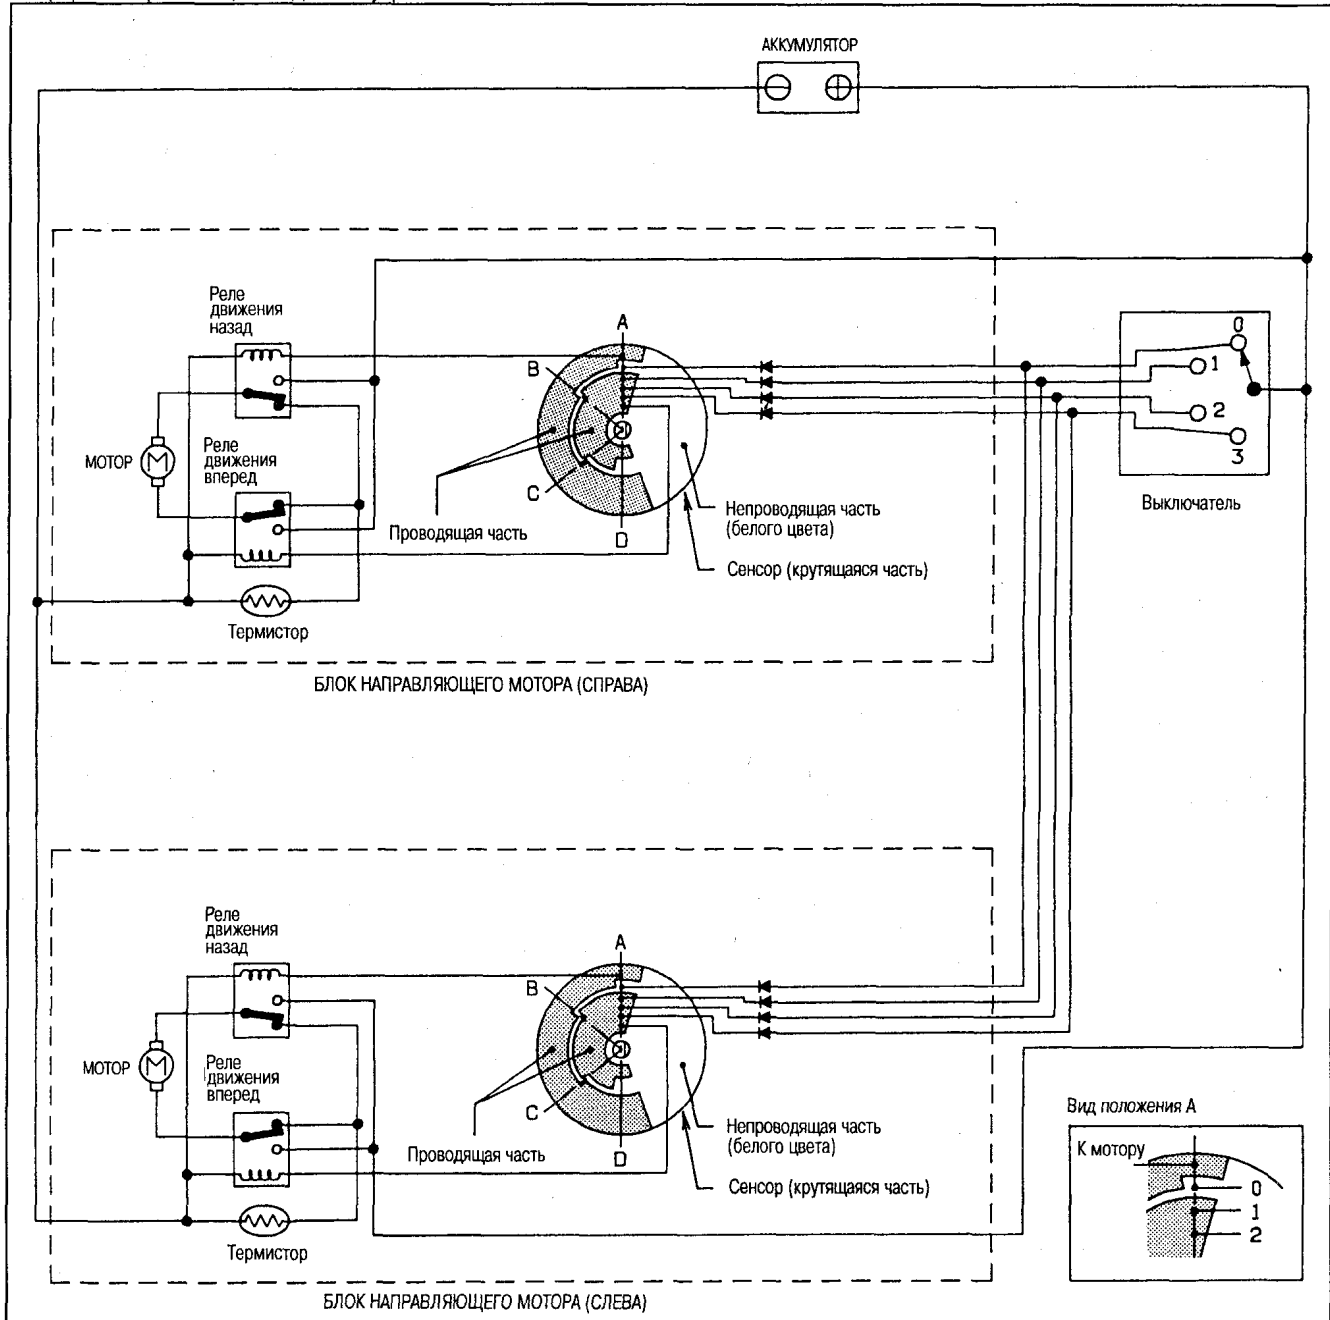 АККУМУЛЯТОР
Реле
движения
назад
A
B
0
1
2
3
МОТОР
M
Реле
движения
вперед
C
D
Проводящая часть
Непроводящая часть
(белого цвета)
Выключатель
Сенсор (крутящаяся часть)
Термистор
БЛОК НАПРАВЛЯЮЩЕГО МОТОРА (СПРАВА)
Реле
движения
назад
A
B
МОТОР
M
Реле
движения
вперед
C
D
Проводящая часть
Непроводящая часть
(белого цвета)
Сенсор (крутящаяся часть)
Термистор
Вид положения А
К мотору
0
1
2
БЛОК НАПРАВЛЯЮЩЕГО МОТОРА (СЛЕВА)